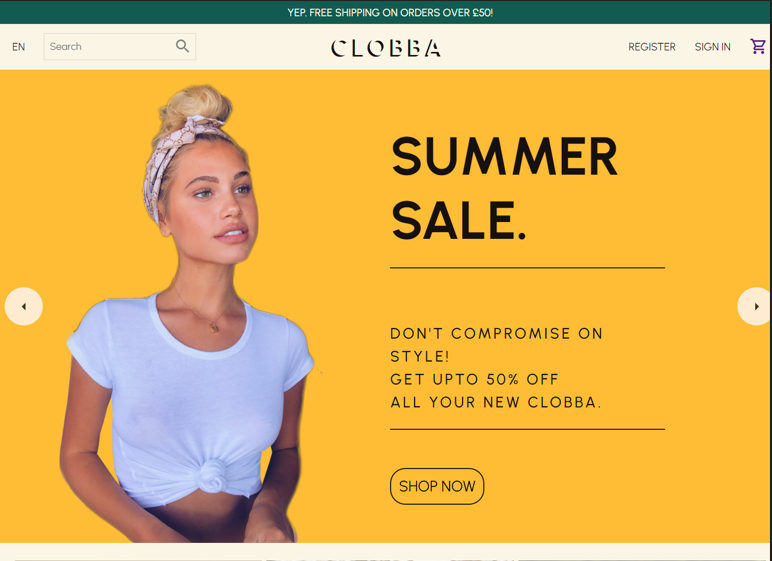 YEP. FREE SHIPPING ON ORDERS OVER £50!
EN
Search
CLOBBA
REGISTER
SIGN IN
SUMMER
SALE.
DON'T COMPROMISE ON
STYLE!
GET UPTO 50% OFF
ALL YOUR NEW CLOBBA.
SHOP NOW